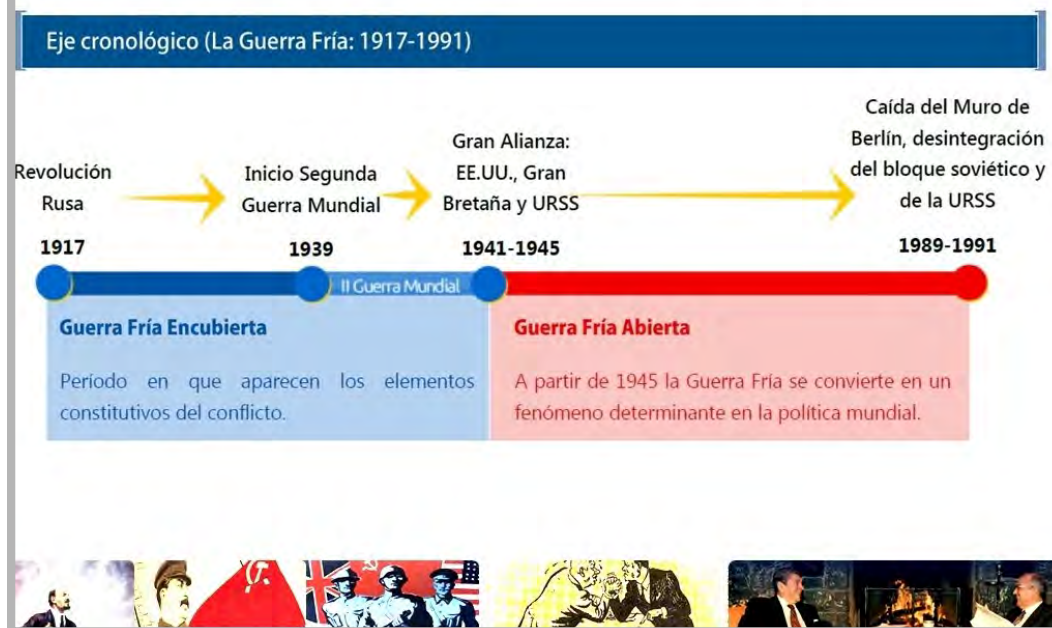 Eje cronológico (La Guerra Fría: 1917-1991)
Revolución
Rusa
1917
Inicio Segunda
Guerra Mundial
1939
Gran Alianza:
EE.UU., Gran
Bretaña y URSS
1941-1945
Caída del Muro de
Berlín, desintegración
del bloque soviético y
de la URSS
1989-1991
II Guerra Mundial
Guerra Fría Encubierta
Período en que aparecen los elementos
constitutivos del conflicto.
Guerra Fría Abierta
A partir de 1945 la Guerra Fría se convierte en un
fenómeno determinante en la política mundial.